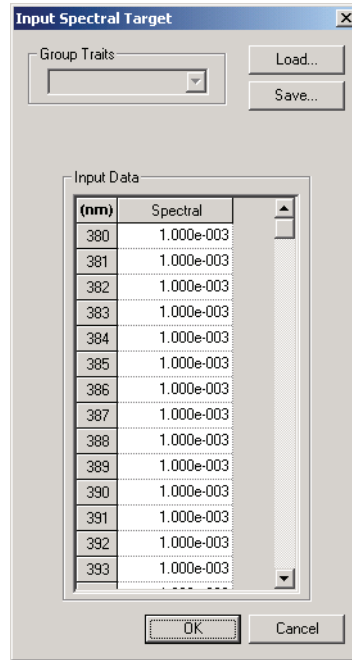 Input Spectral Target
Group Traits
Load...
Save...
Input Data
(nm) Spectral
380 1.000e-003
381 1.000e-003
382 1.000e-003
383 1.000e-003
384 1.000e-003
385 1.000e-003
386 1.000e-003
387 1.000e-003
388 1.000e-003
389 1.000e-003
390 1.000e-003
391 1.000e-003
392 1.000e-003
393 1.000e-003
OK Cancel